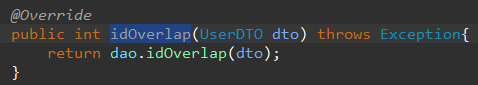 @Override
public int idOverlap(UserDTO dto) throws Exception{
    return dao.idOverlap(dto);
}